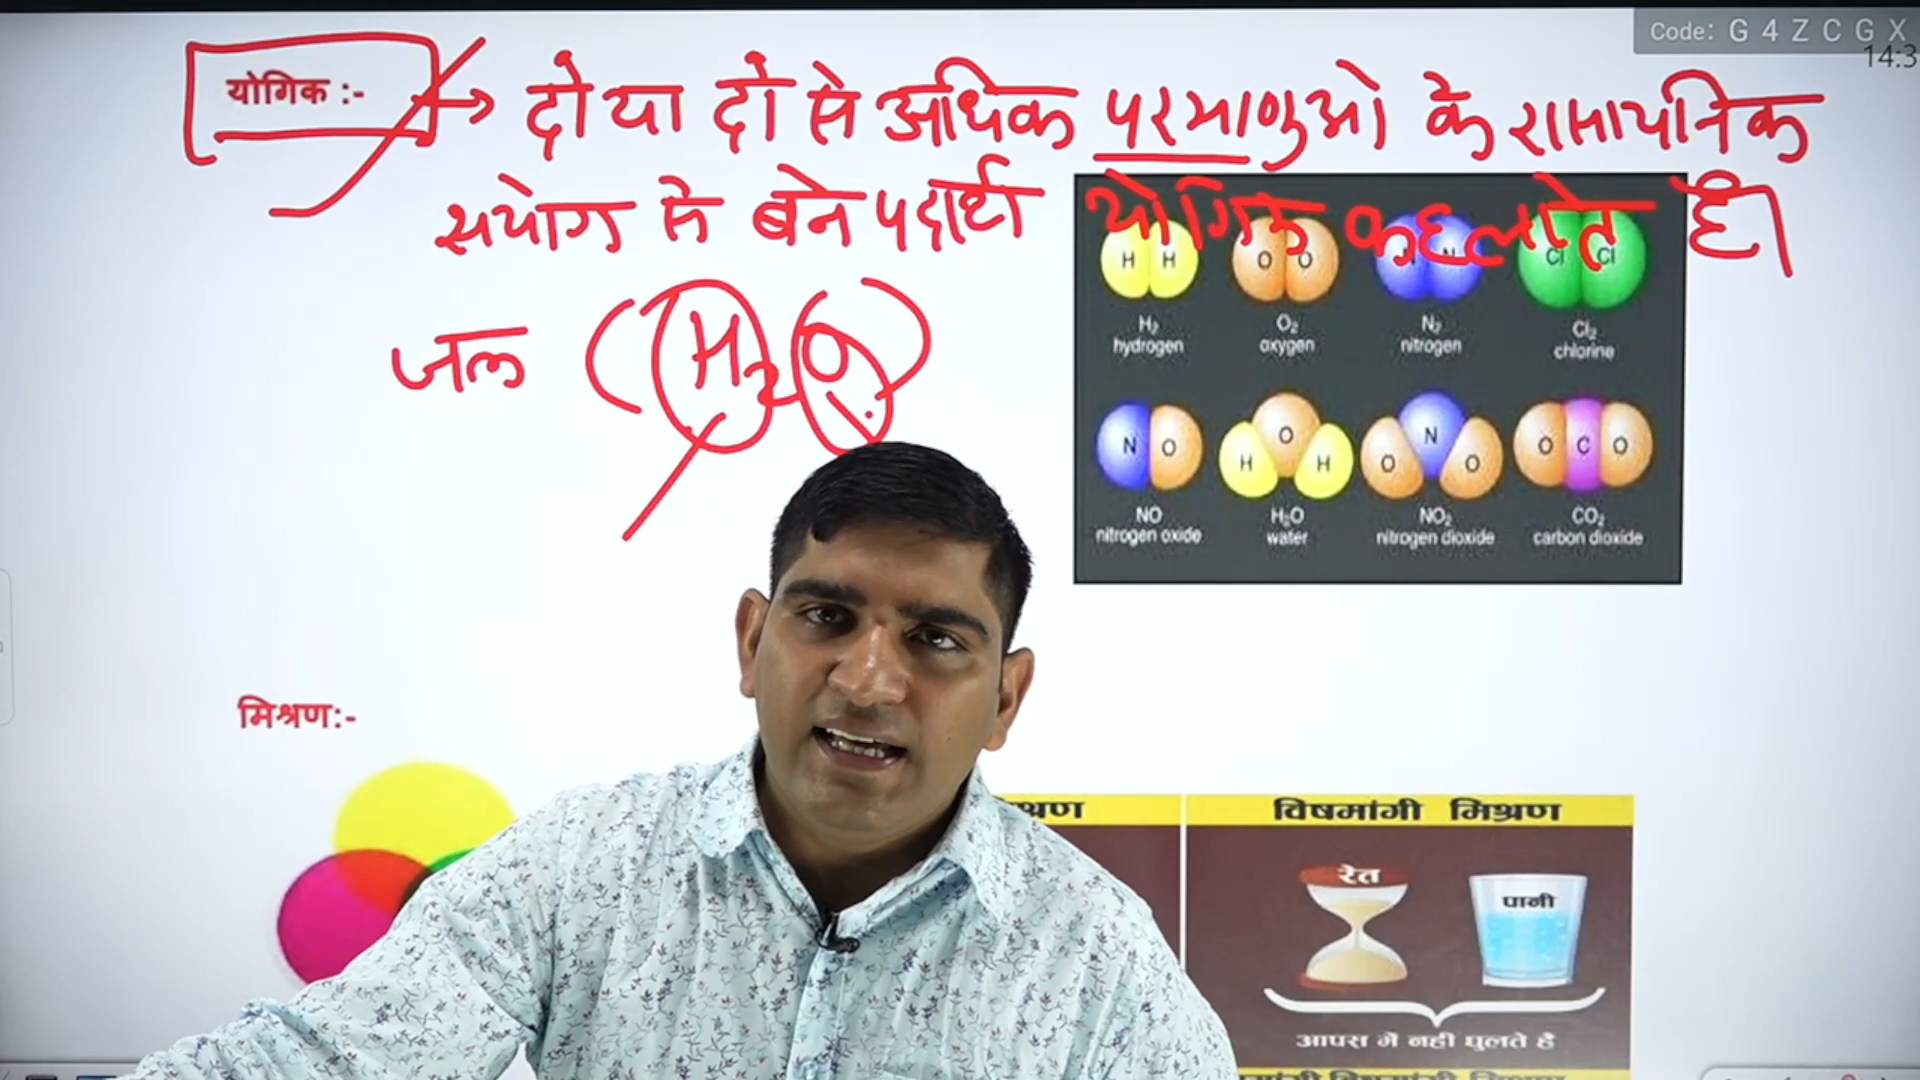 Code: G 4 Z C G X
14:3
योगिक :-
दो या दो से अधिक परमाणुओ के रासायनिक
सयोग से बने पदार्थ योगिक कहलाते है।
जल (H2O)
H H
O O
N N
Cl Cl
H₂
hydrogen
O₂
oxygen
N₂
nitrogen
Cl₂
chlorine
N O
H O H
O N O
O C O
NO
nitrogen oxide
H₂O
water
NO₂
nitrogen dioxide
CO₂
carbon dioxide
मिश्रण:-
विषमांगी मिश्रण
रेत
पानी
आपस में नही घुलते है